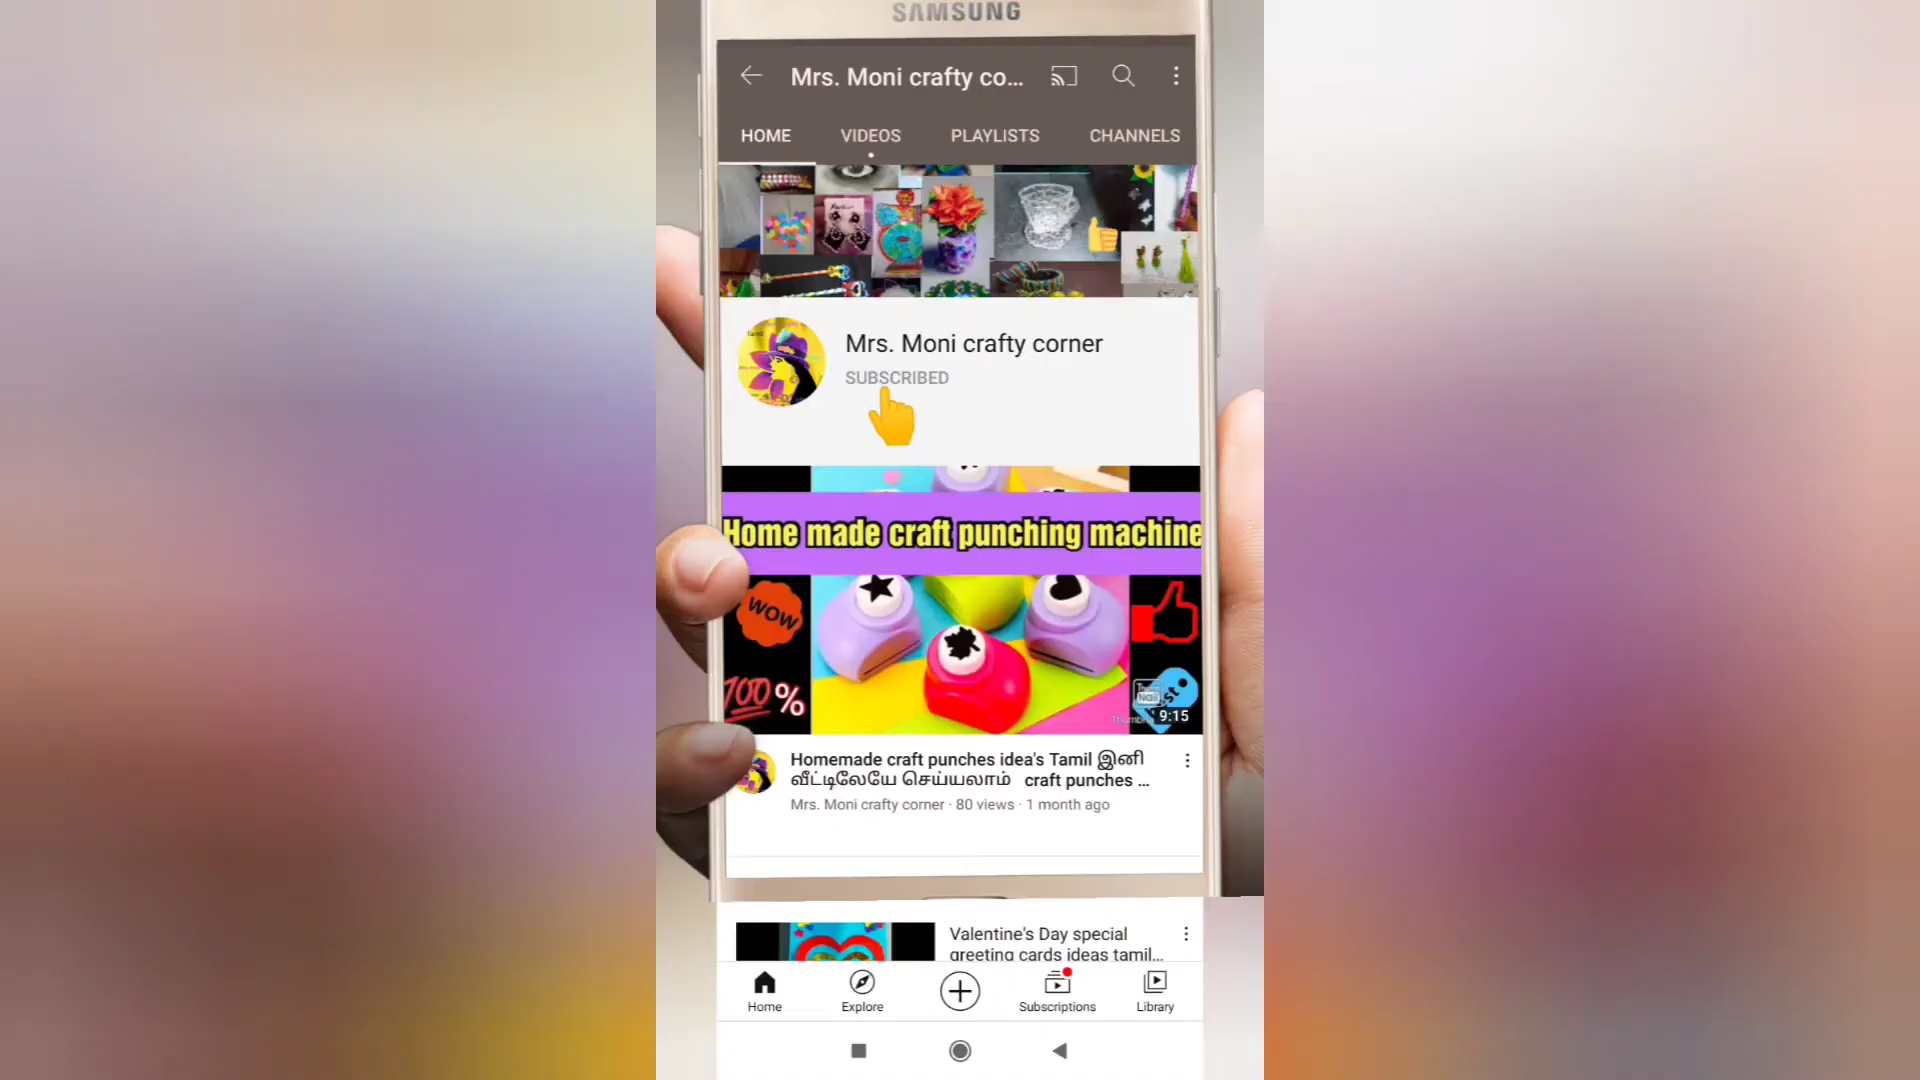 SAMSUNG
Mrs. Moni crafty co...
HOME VIDEOS PLAYLISTS CHANNELS
Mrs. Moni crafty corner
SUBSCRIBED
Home made craft punching machine
WOW
100%
9:15
Homemade craft punches idea's Tamil இனி
வீட்டிலேயே செய்யலாம் craft punches ...
Mrs. Moni crafty corner · 80 views · 1 month ago
Valentine's Day special
greeting cards ideas tamil...
Home Explore Subscriptions Library